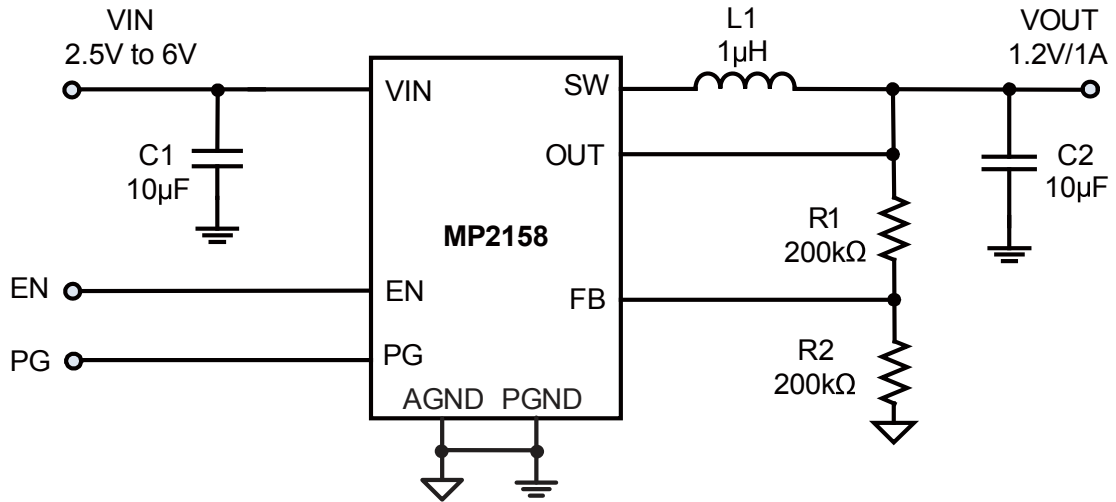 VIN
2.5V to 6V
L1
1μH
VOUT
1.2V/1A
VIN
SW
C1
10μF
OUT
C2
10μF
R1
200kΩ
MP2158
EN
EN
FB
PG
PG
R2
200kΩ
AGND PGND